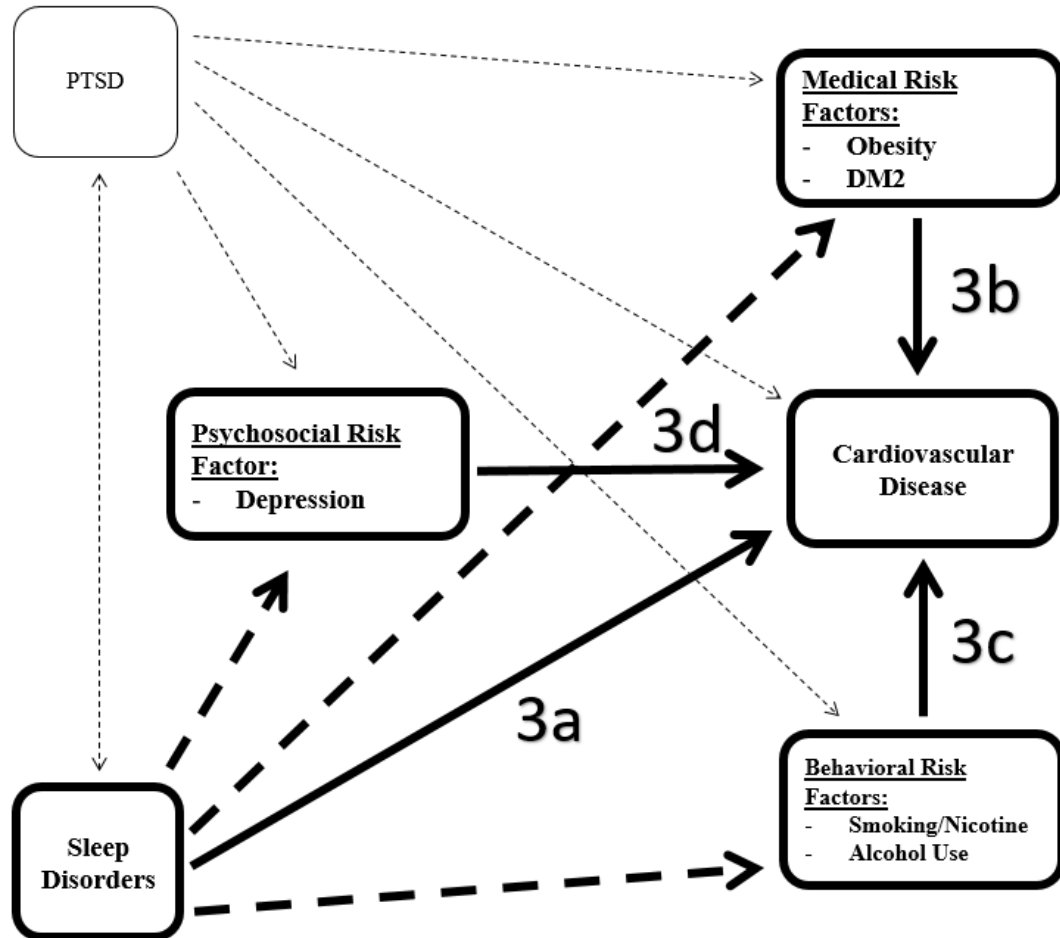 PTSD
Medical Risk
Factors:
- Obesity
- DM2
3b
Psychosocial Risk
Factor:
- Depression
3d
Cardiovascular
Disease
3c
3a
Behavioral Risk
Factors:
- Smoking/Nicotine
- Alcohol Use
Sleep
Disorders